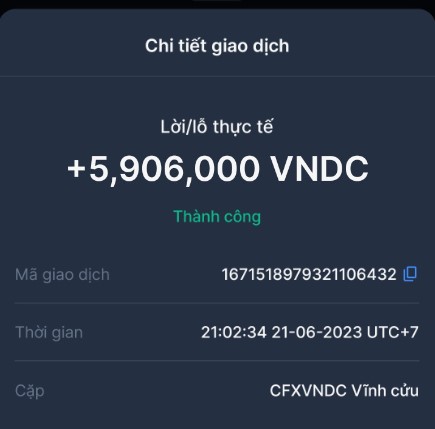 Chi tiết giao dịch
Lời/lỗ thực tế
+5,906,000 VNDC
Thành công
Mã giao dịch 1671518979321106432
Thời gian 21:02:34 21-06-2023 UTC+7
Cặp CFXVNDC Vĩnh cửu